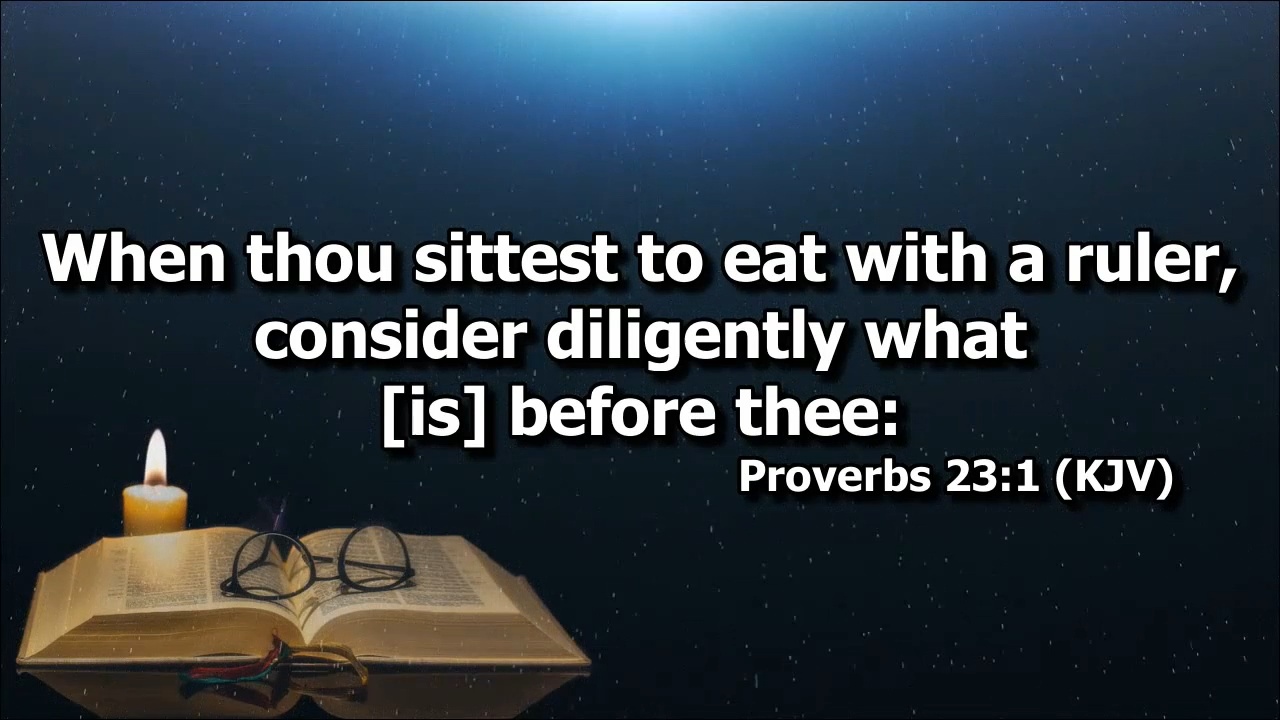 When thou sittest to eat with a ruler,
consider diligently what
[is] before thee:
Proverbs 23:1 (KJV)